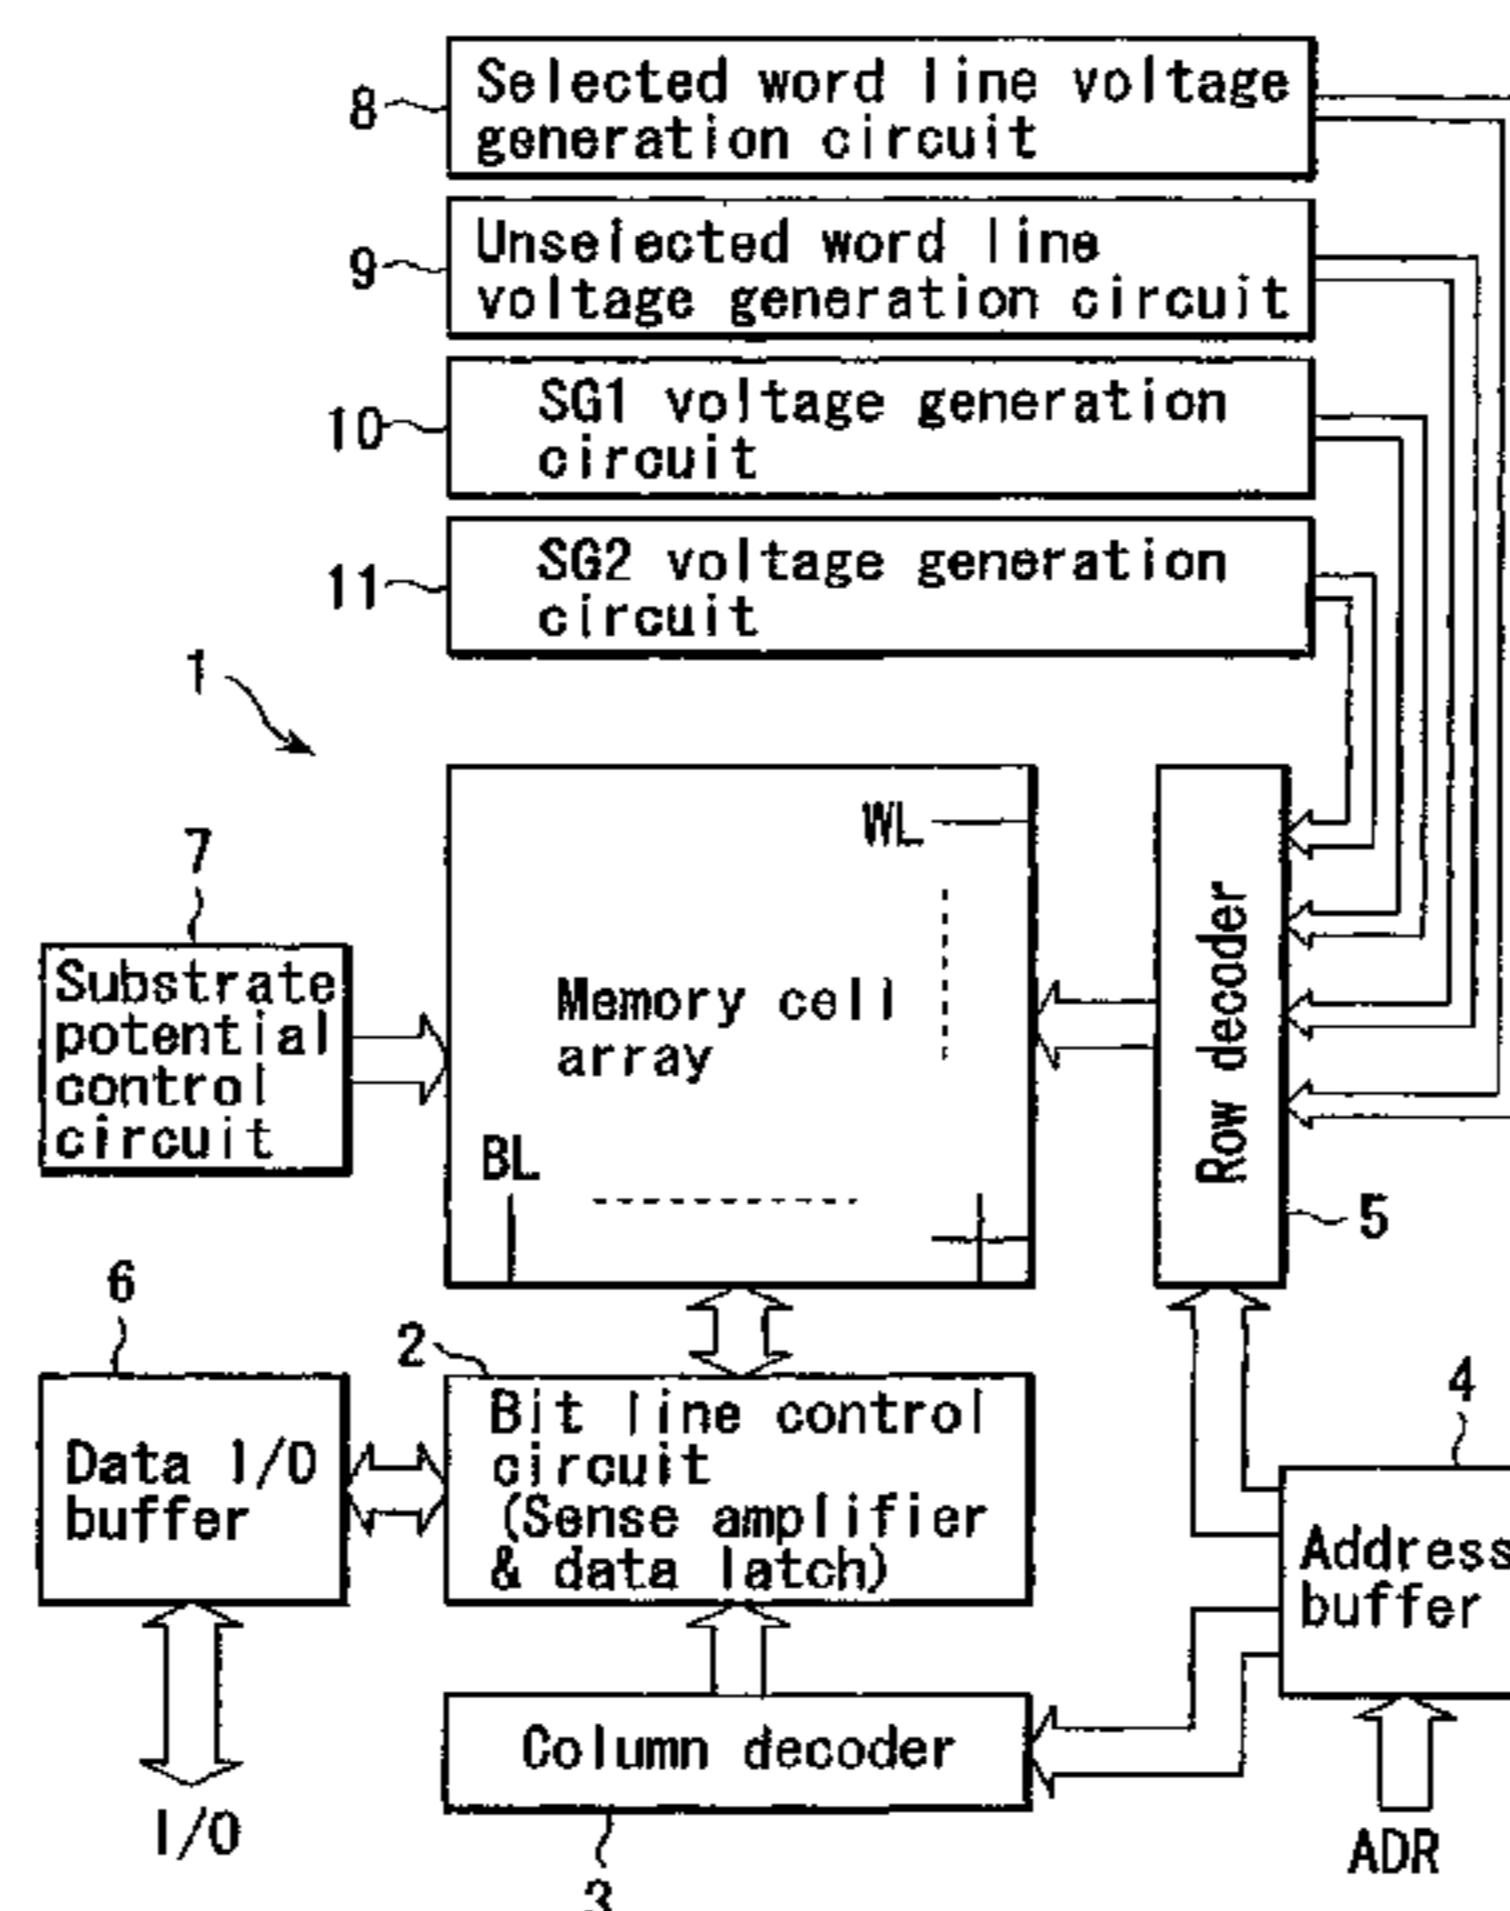 8
Selected word line voltage
generation circuit
9
Unselected word line
voltage generation circuit
10
SG1 voltage generation
circuit
11
SG2 voltage generation
circuit
1
WL
7
Substrate
potential
control
circuit
Memory cell
array
Row decoder
BL
5
6
2
4
Data I/O
buffer
Bit line control
circuit
(Sense amplifier
& data latch)
Address
buffer
Column decoder
I/O
ADR
3